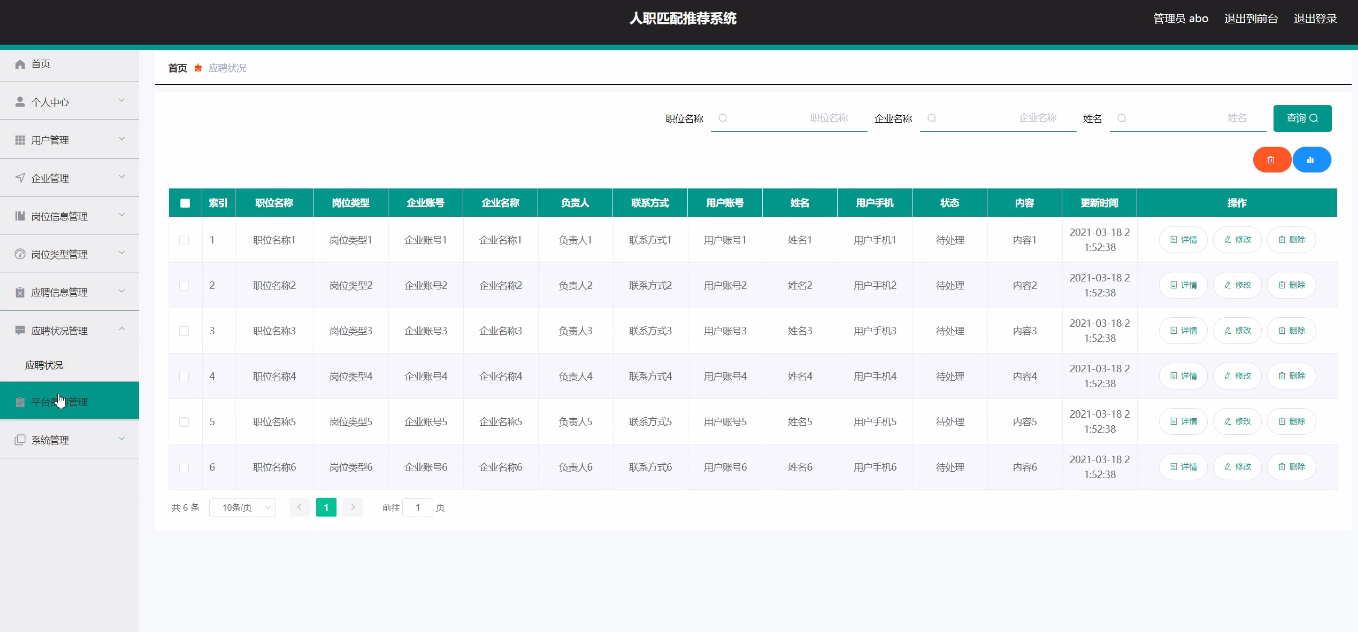 人职匹配推荐系统
管理员 abo 退出到前台 退出登录
首页
个人中心
用户管理
企业管理
岗位信息管理
岗位类型管理
应聘信息管理
应聘状况管理
应聘状况
平台 管理
系统管理
首页 应聘状况
职位名称 职位名称 企业名称 企业名称 姓名 姓名 查询
索引 职位名称 岗位类型 企业账号 企业名称 负责人 联系方式 用户账号 姓名 用户手机 状态 内容 更新时间 操作
1 职位名称1 岗位类型1 企业账号1 企业名称1 负责人1 联系方式1 用户账号1 姓名1 用户手机1 待处理 内容1 2021-03-18 2
1:52:38 详情 修改 删除
2 职位名称2 岗位类型2 企业账号2 企业名称2 负责人2 联系方式2 用户账号2 姓名2 用户手机2 待处理 内容2 2021-03-18 2
1:52:38 详情 修改 删除
3 职位名称3 岗位类型3 企业账号3 企业名称3 负责人3 联系方式3 用户账号3 姓名3 用户手机3 待处理 内容3 2021-03-18 2
1:52:38 详情 修改 删除
4 职位名称4 岗位类型4 企业账号4 企业名称4 负责人4 联系方式4 用户账号4 姓名4 用户手机4 待处理 内容4 2021-03-18 2
1:52:38 详情 修改 删除
5 职位名称5 岗位类型5 企业账号5 企业名称5 负责人5 联系方式5 用户账号5 姓名5 用户手机5 待处理 内容5 2021-03-18 2
1:52:38 详情 修改 删除
6 职位名称6 岗位类型6 企业账号6 企业名称6 负责人6 联系方式6 用户账号6 姓名6 用户手机6 待处理 内容6 2021-03-18 2
1:52:38 详情 修改 删除
共 6 条 10条/页 1 前往 1 页